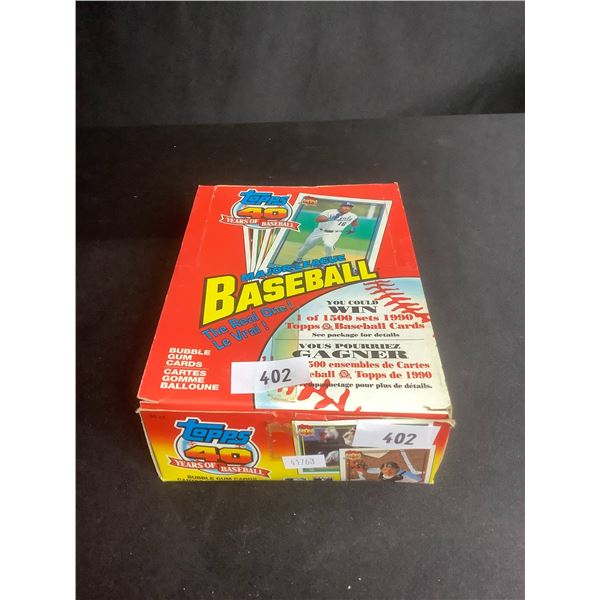 Topps
40
YEARS OF BASEBALL
16
MAJOR LEAGUE
BASEBALL
The Real One!
Le Vrai!
YOU COULD
WIN
1 of 1500 sets 1990
Topps Baseball Cards
See package for details
VOUS POURRIEZ
GAGNER
500 ensembles de Cartes
Topps de 1990
pour plus de détails.
BUBBLE
GUM
CARDS
CARTES
GOMME
BALLOUNE
402
Topps
40
YEARS OF BASEBALL
BUBBLE GUM CARDS
402